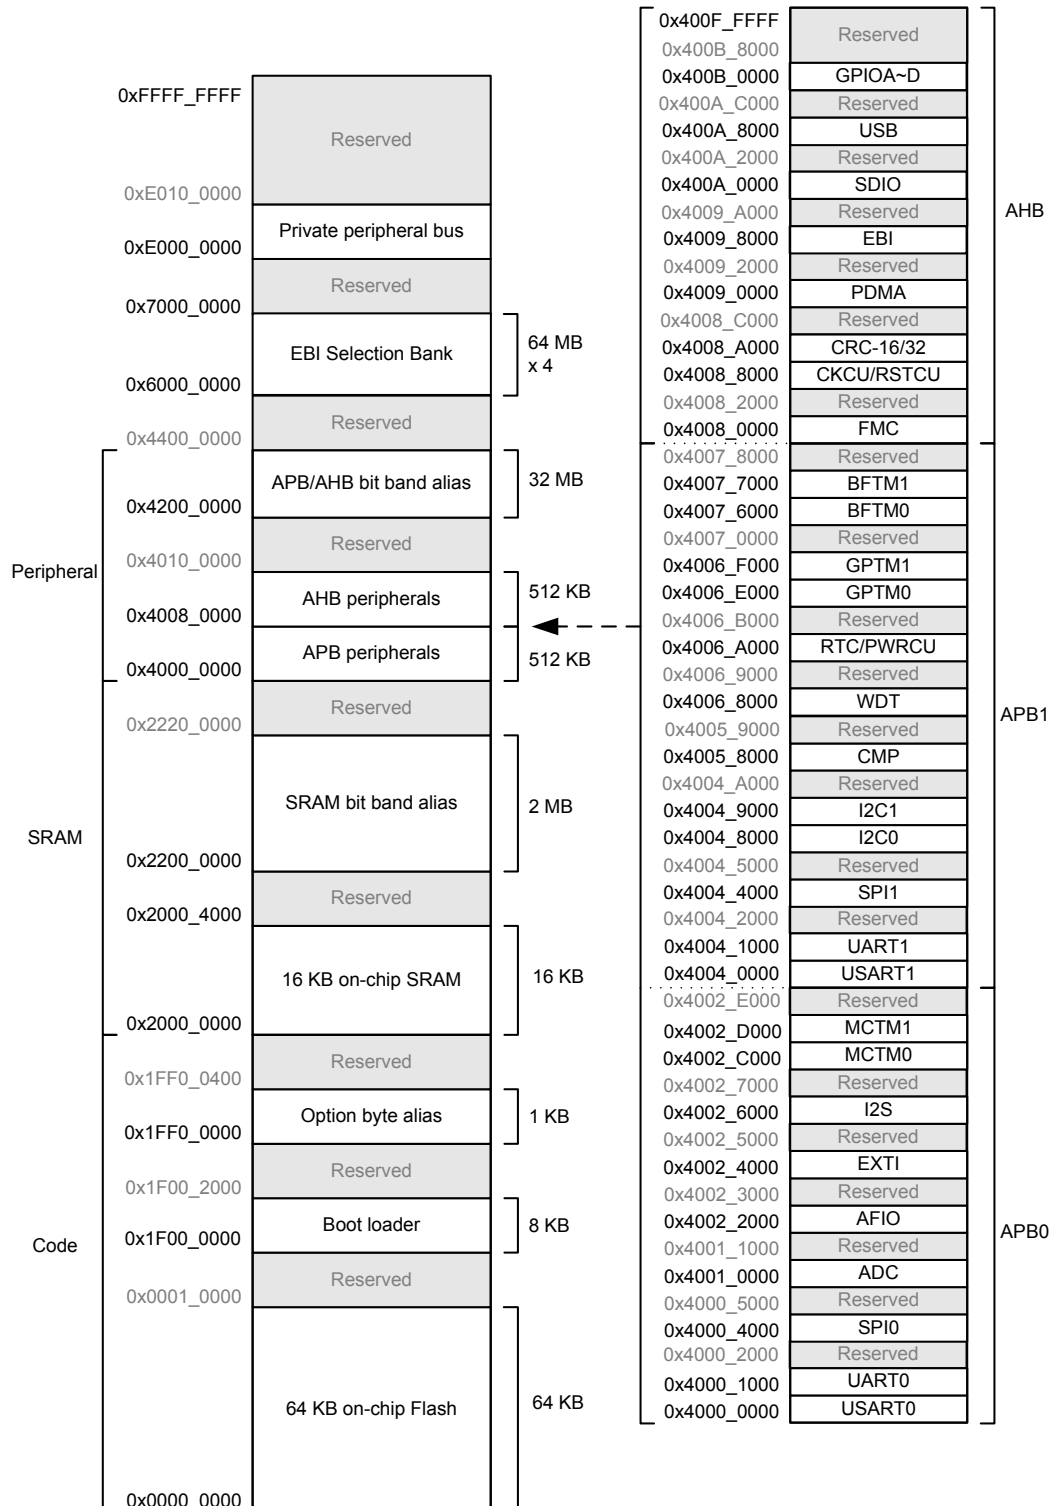 0xFFFF_FFFF
Reserved
0xE010_0000
Private peripheral bus
0xE000_0000
Reserved
0x7000_0000
EBI Selection Bank
64 MB
x 4
0x6000_0000
Reserved
0x4400_0000
APB/AHB bit band alias
32 MB
0x4200_0000
Reserved
0x4010_0000
Peripheral
AHB peripherals
512 KB
0x4008_0000
APB peripherals
512 KB
0x4000_0000
Reserved
0x2220_0000
SRAM bit band alias
2 MB
SRAM
0x2200_0000
Reserved
0x2000_4000
16 KB on-chip SRAM
16 KB
0x2000_0000
Reserved
0x1FF0_0400
Option byte alias
1 KB
0x1FF0_0000
Reserved
0x1F00_2000
Boot loader
8 KB
0x1F00_0000
Code
Reserved
0x0001_0000
64 KB on-chip Flash
64 KB
0x0000_0000
0x400F_FFFF
Reserved
0x400B_8000
0x400B_0000 GPIOA~D
0x400A_C000 Reserved
0x400A_8000 USB
0x400A_2000 Reserved
0x400A_0000 SDIO
0x4009_A000 Reserved
AHB
0x4009_8000 EBI
0x4009_2000 Reserved
0x4009_0000 PDMA
0x4008_C000 Reserved
0x4008_A000 CRC-16/32
0x4008_8000 CKCU/RSTCU
0x4008_2000 Reserved
0x4008_0000 FMC
0x4007_8000 Reserved
0x4007_7000 BFTM1
0x4007_6000 BFTM0
0x4007_0000 Reserved
0x4006_F000 GPTM1
0x4006_E000 GPTM0
0x4006_B000 Reserved
0x4006_A000 RTC/PWRCU
0x4006_9000 Reserved
0x4006_8000 WDT
APB1
0x4005_9000 Reserved
0x4005_8000 CMP
0x4004_A000 Reserved
0x4004_9000 I2C1
0x4004_8000 I2C0
0x4004_5000 Reserved
0x4004_4000 SPI1
0x4004_2000 Reserved
0x4004_1000 UART1
0x4004_0000 USART1
0x4002_E000 Reserved
0x4002_D000 MCTM1
0x4002_C000 MCTM0
0x4002_7000 Reserved
0x4002_6000 I2S
0x4002_5000 Reserved
0x4002_4000 EXTI
0x4002_3000 Reserved
0x4002_2000 AFIO
APB0
0x4001_1000 Reserved
0x4001_0000 ADC
0x4000_5000 Reserved
0x4000_4000 SPI0
0x4000_2000 Reserved
0x4000_1000 UART0
0x4000_0000 USART0